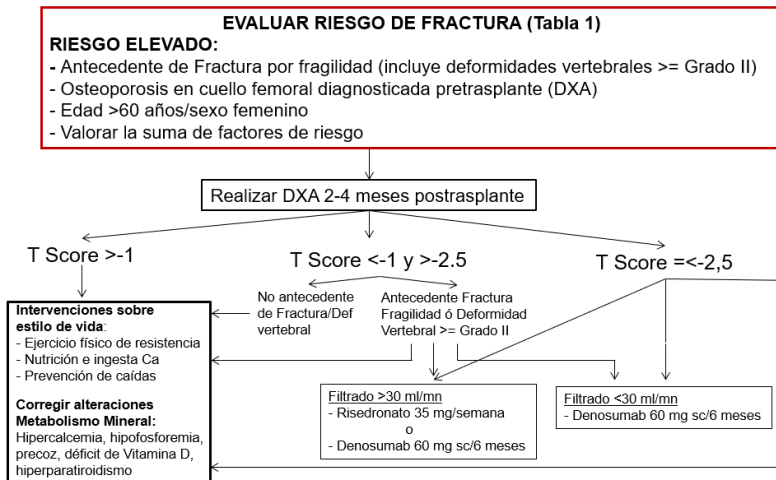 EVALUAR RIESGO DE FRACTURA (Tabla 1)
RIESGO ELEVADO:
- Antecedente de Fractura por fragilidad (incluye deformidades vertebrales >= Grado II)
- Osteoporosis en cuello femoral diagnosticada pretrasplante (DXA)
- Edad >60 años/sexo femenino
- Valorar la suma de factores de riesgo
Realizar DXA 2-4 meses postrasplante
T Score >-1
T Score <-1 y >-2.5
T Score =<-2,5
No antecedente
de Fractura/Def
vertebral
Antecedente Fractura
Fragilidad ó Deformidad
Vertebral >= Grado II
Intervenciones sobre
estilo de vida:
- Ejercicio físico de resistencia
- Nutrición e ingesta Ca
- Prevención de caídas
Corregir alteraciones
Metabolismo Mineral:
Hipercalcemia, hipofosforemia,
precoz, déficit de Vitamina D,
hiperparatiroidismo
Filtrado >30 ml/mn
- Risedronato 35 mg/semana
o
- Denosumab 60 mg sc/6 meses
Filtrado <30 ml/mn
- Denosumab 60 mg sc/6 meses